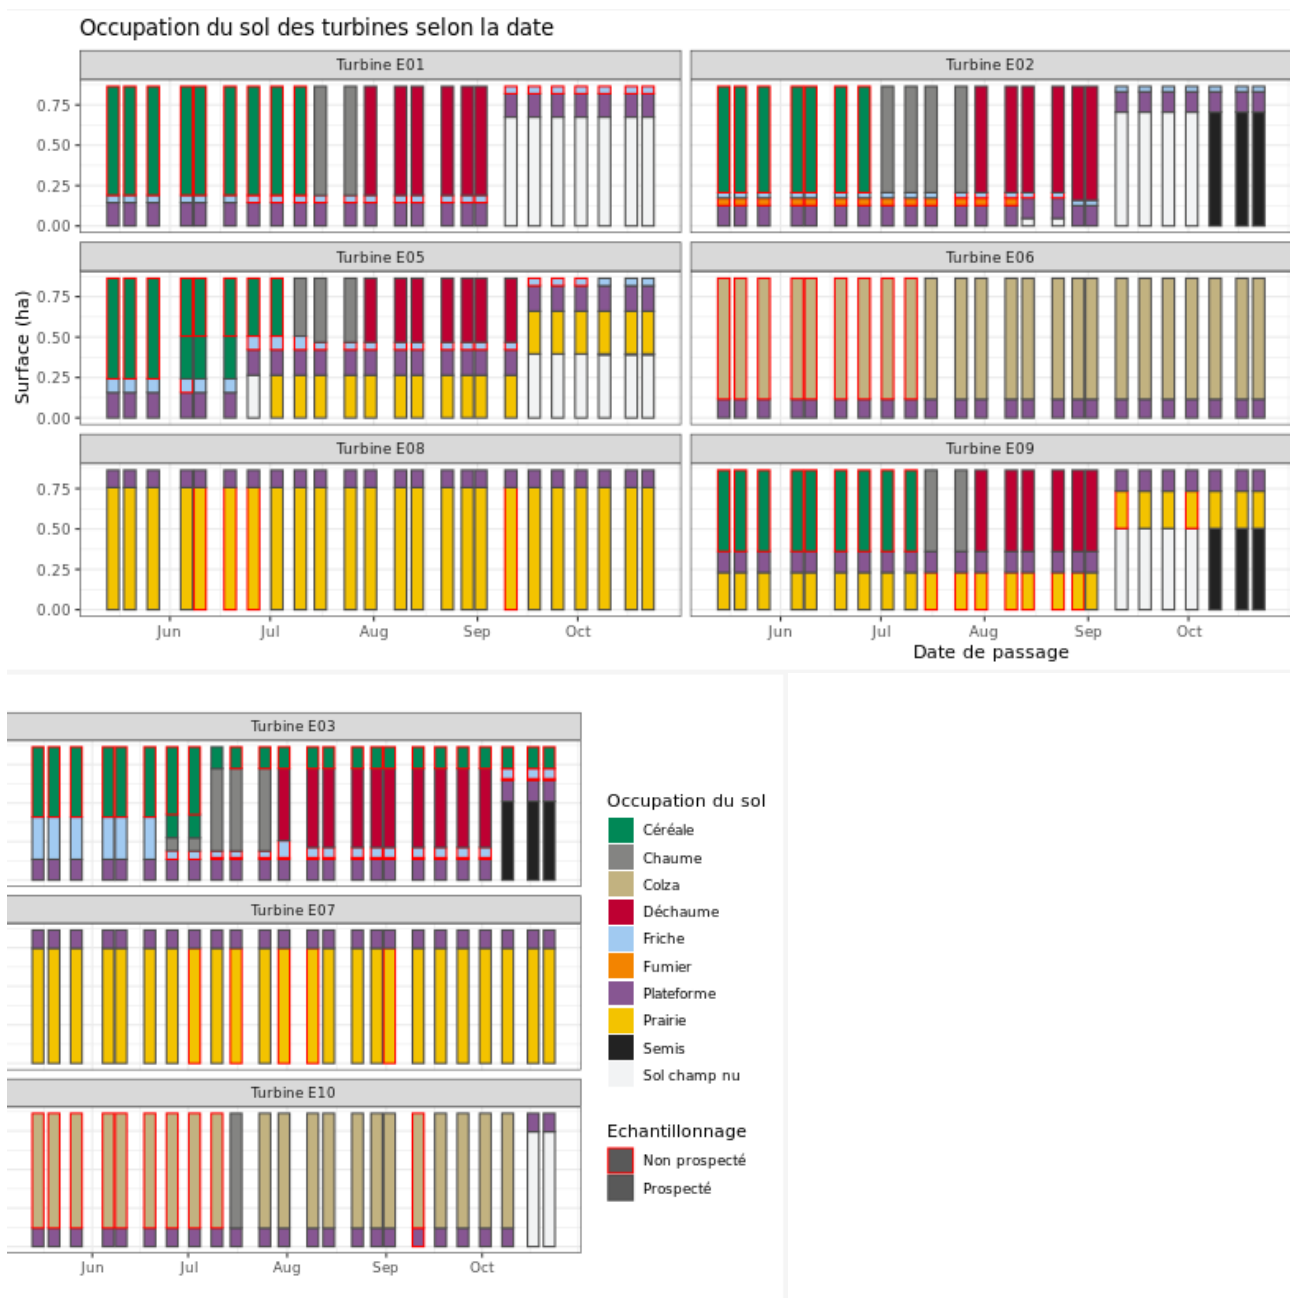 Occupation du sol des turbines selon la date
Turbine E01
Turbine E02
0.75
0.50
0.25
0.00
Turbine E05
Turbine E06
Surface (ha)
0.75
0.50
0.25
0.00
Turbine E08
Turbine E09
0.75
0.50
0.25
0.00
Jun Jul Aug Sep Oct
Jun Jul Aug Sep Oct
Date de passage
Turbine E03
Turbine E07
Turbine E10
Jun Jul Aug Sep Oct
Occupation du sol
Céréale
Chaume
Colza
Déchaume
Friche
Fumier
Plateforme
Prairie
Semis
Sol champ nu
Echantillonnage
Non prospecté
Prospecté